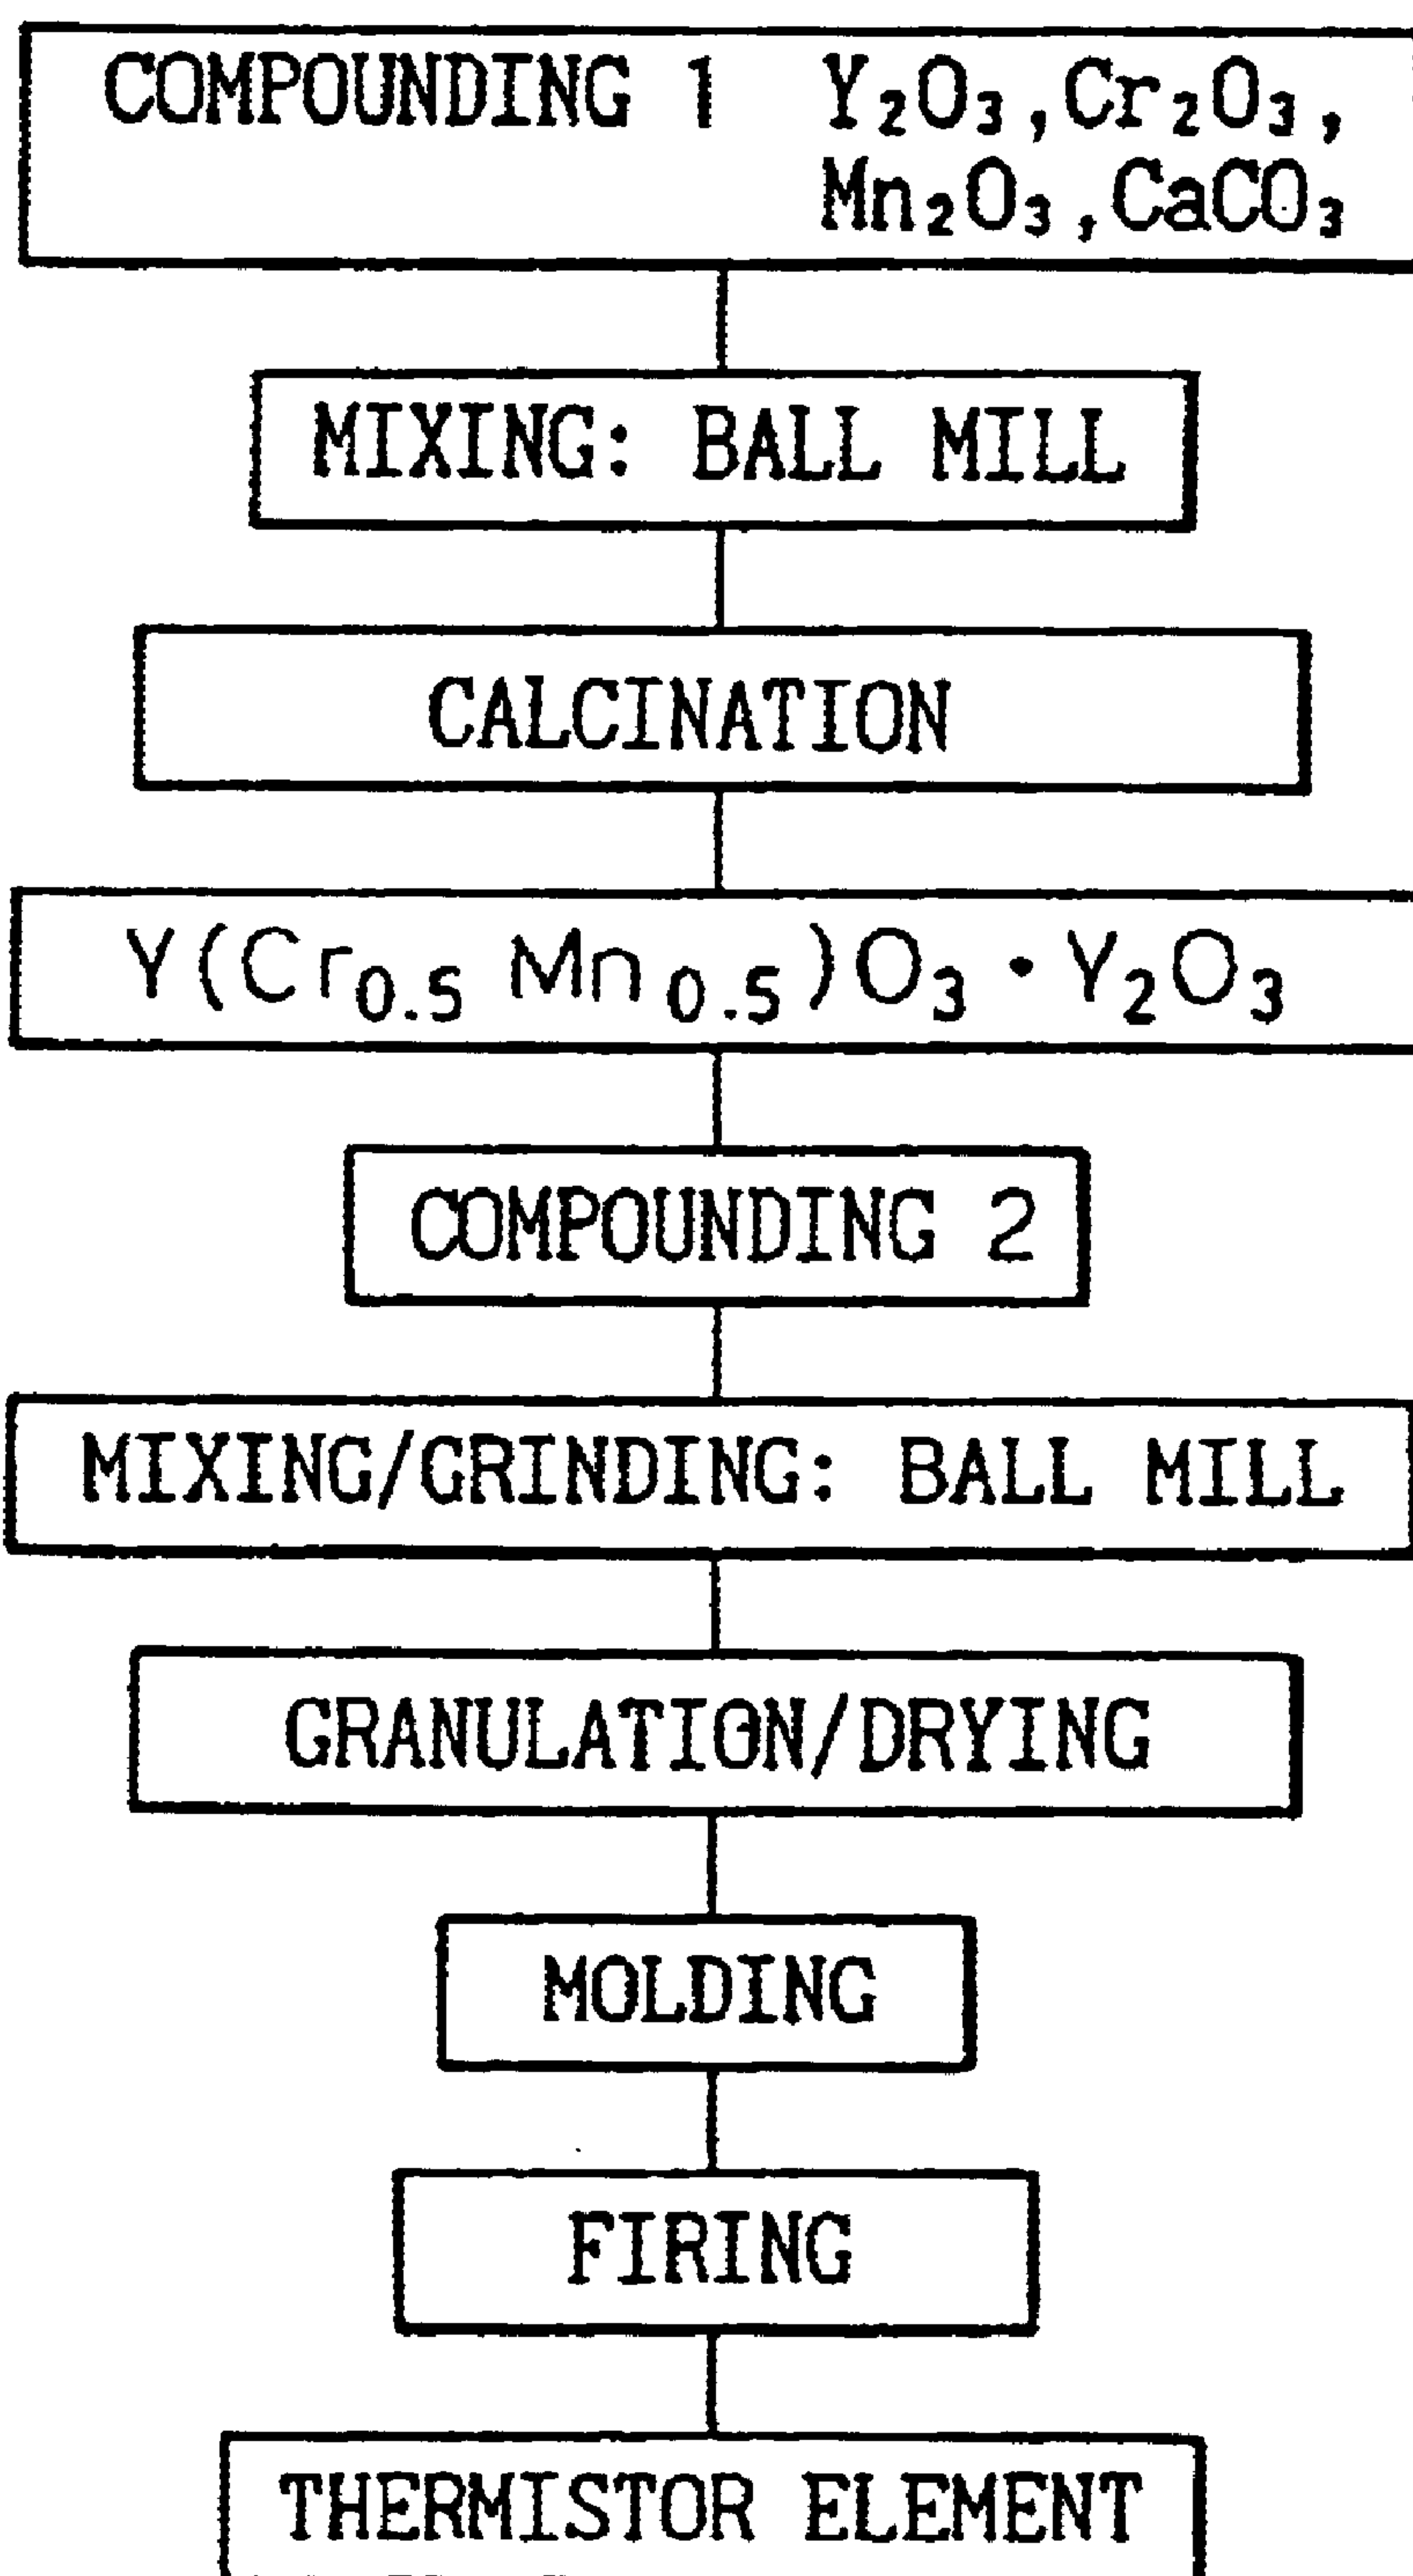 COMPOUNDING 1 Y₂O₃,Cr₂O₃,
Mn₂O₃,CaCO₃
MIXING: BALL MILL
CALCINATION
Y(Cr₀.₅ Mn₀.₅)O₃・Y₂O₃
COMPOUNDING 2
MIXING/GRINDING: BALL MILL
GRANULATION/DRYING
MOLDING
FIRING
THERMISTOR ELEMENT